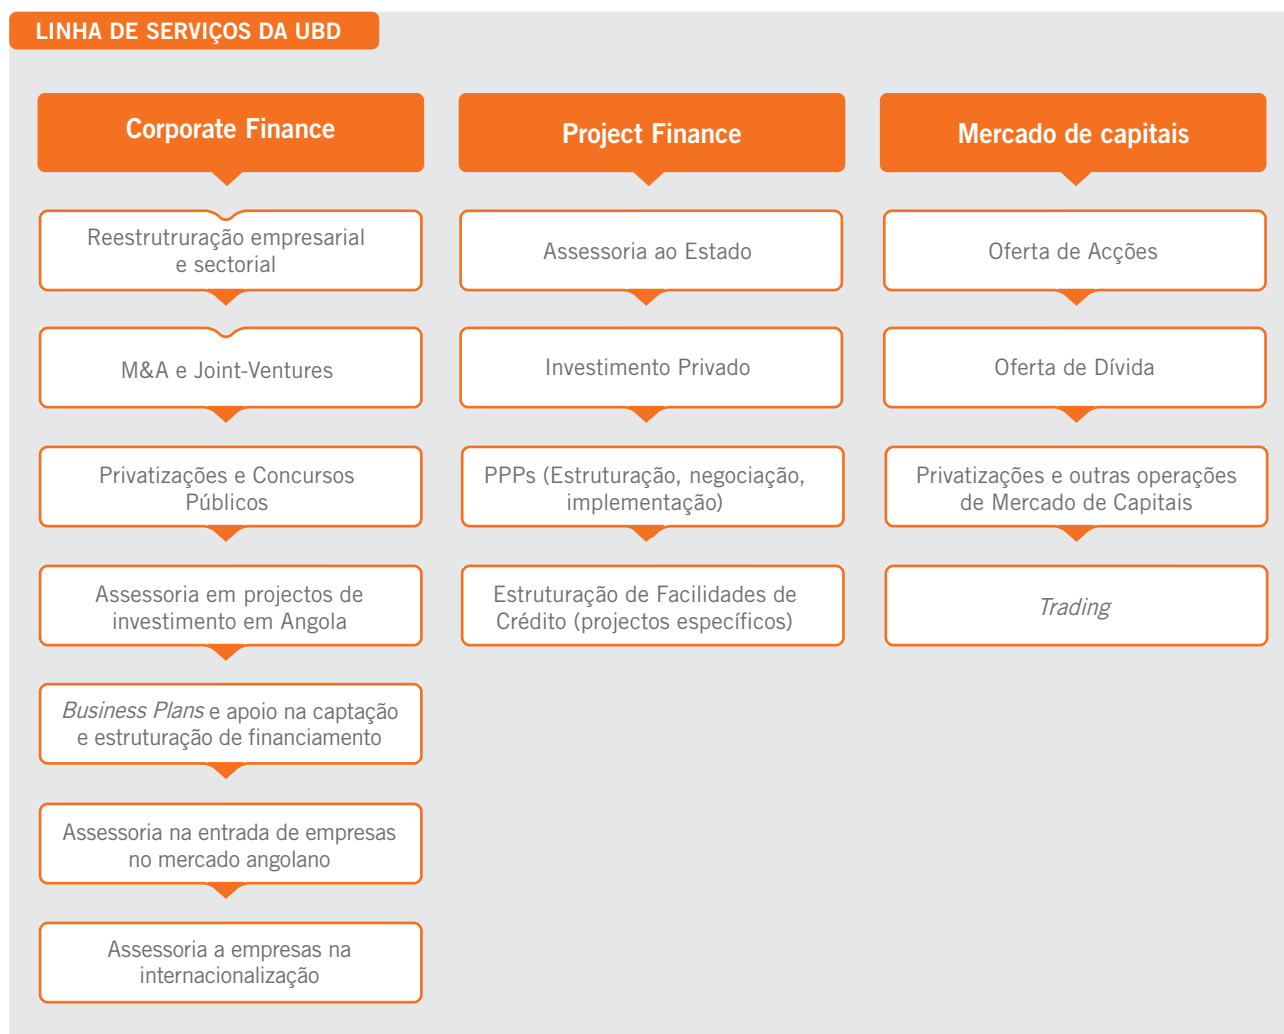 LINHA DE SERVIÇOS DA UBD
Corporate Finance
Reestrutruração empresarial
e sectorial
M&A e Joint-Ventures
Privatizações e Concursos
Públicos
Assessoria em projectos de
investimento em Angola
Business Plans e apoio na captação
e estruturação de financiamento
Assessoria na entrada de empresas
no mercado angolano
Assessoria a empresas na
internacionalização
Project Finance
Assessoria ao Estado
Investimento Privado
PPPs (Estruturação, negociação,
implementação)
Estruturação de Facilidades de
Crédito (projectos específicos)
Mercado de capitais
Oferta de Acções
Oferta de Dívida
Privatizações e outras operações
de Mercado de Capitais
Trading